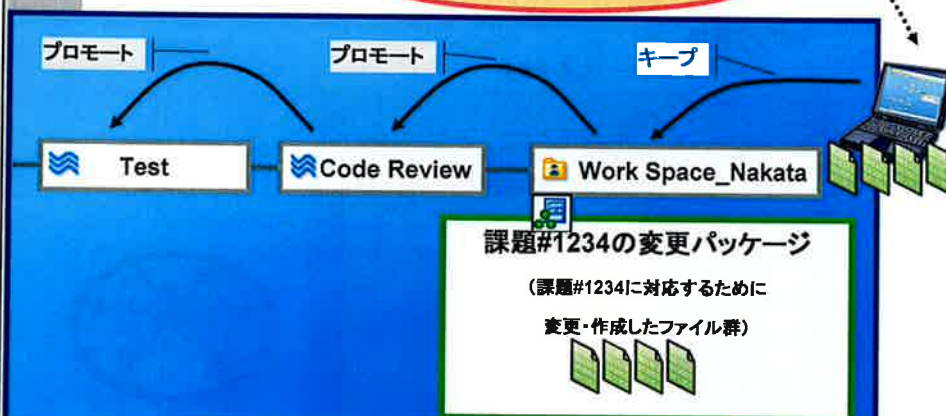 プロモート
プロモート
キープ
Test
Code Review
Work Space_Nakata
課題#1234の変更パッケージ
（課題#1234に対応するために
変更・作成したファイル群）